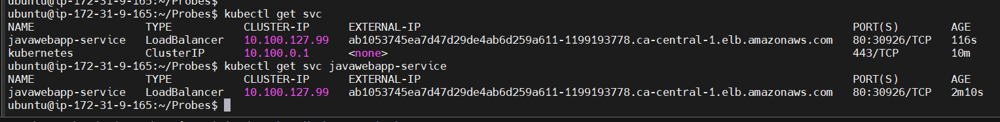 ubuntu@ip-172-31-9-165:~/Probes$
ubuntu@ip-172-31-9-165:~/Probes$ kubectl get svc
NAME TYPE CLUSTER-IP EXTERNAL-IP PORT(S) AGE
javawebapp-service LoadBalancer 10.100.127.99 ab1053745ea7d47d29de4ab6d259a611-1199193778.ca-central-1.elb.amazonaws.com 80:30926/TCP 116s
kubernetes ClusterIP 10.100.0.1 <none> 443/TCP 10m
ubuntu@ip-172-31-9-165:~/Probes$ kubectl get svc javawebapp-service
NAME TYPE CLUSTER-IP EXTERNAL-IP PORT(S) AGE
javawebapp-service LoadBalancer 10.100.127.99 ab1053745ea7d47d29de4ab6d259a611-1199193778.ca-central-1.elb.amazonaws.com 80:30926/TCP 2m10s
ubuntu@ip-172-31-9-165:~/Probes$